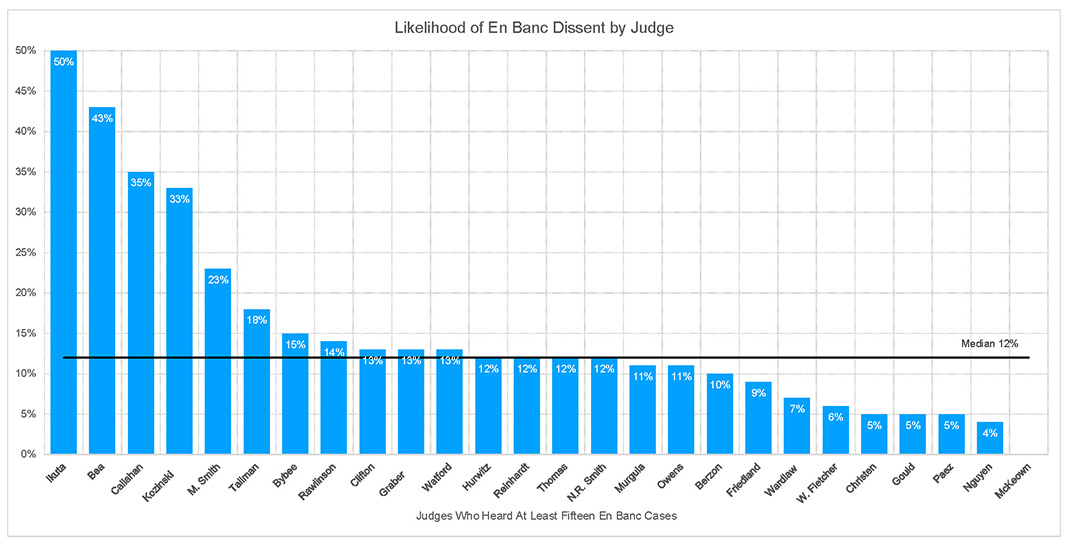 Likelihood of En Banc Dissent by Judge
50%
45%
40%
35%
30%
25%
20%
15%
10%
5%
0%
50%
43%
35%
33%
23%
18%
15%
14%
13%
13%
13%
12%
12%
12%
12%
11%
11%
10%
9%
7%
6%
5%
5%
5%
4%
Median 12%
Ikuta
Bea
Callahan
Kozinski
M. Smith
Tallman
Bybee
Rawlinson
Clifton
Graber
Watford
Hurwitz
Reinhardt
Thomas
N.R. Smith
Murguia
Owens
Berzon
Friedland
Wardlaw
W. Fletcher
Christen
Gould
Paez
Nguyen
McKeown
Judges Who Heard At Least Fifteen En Banc Cases